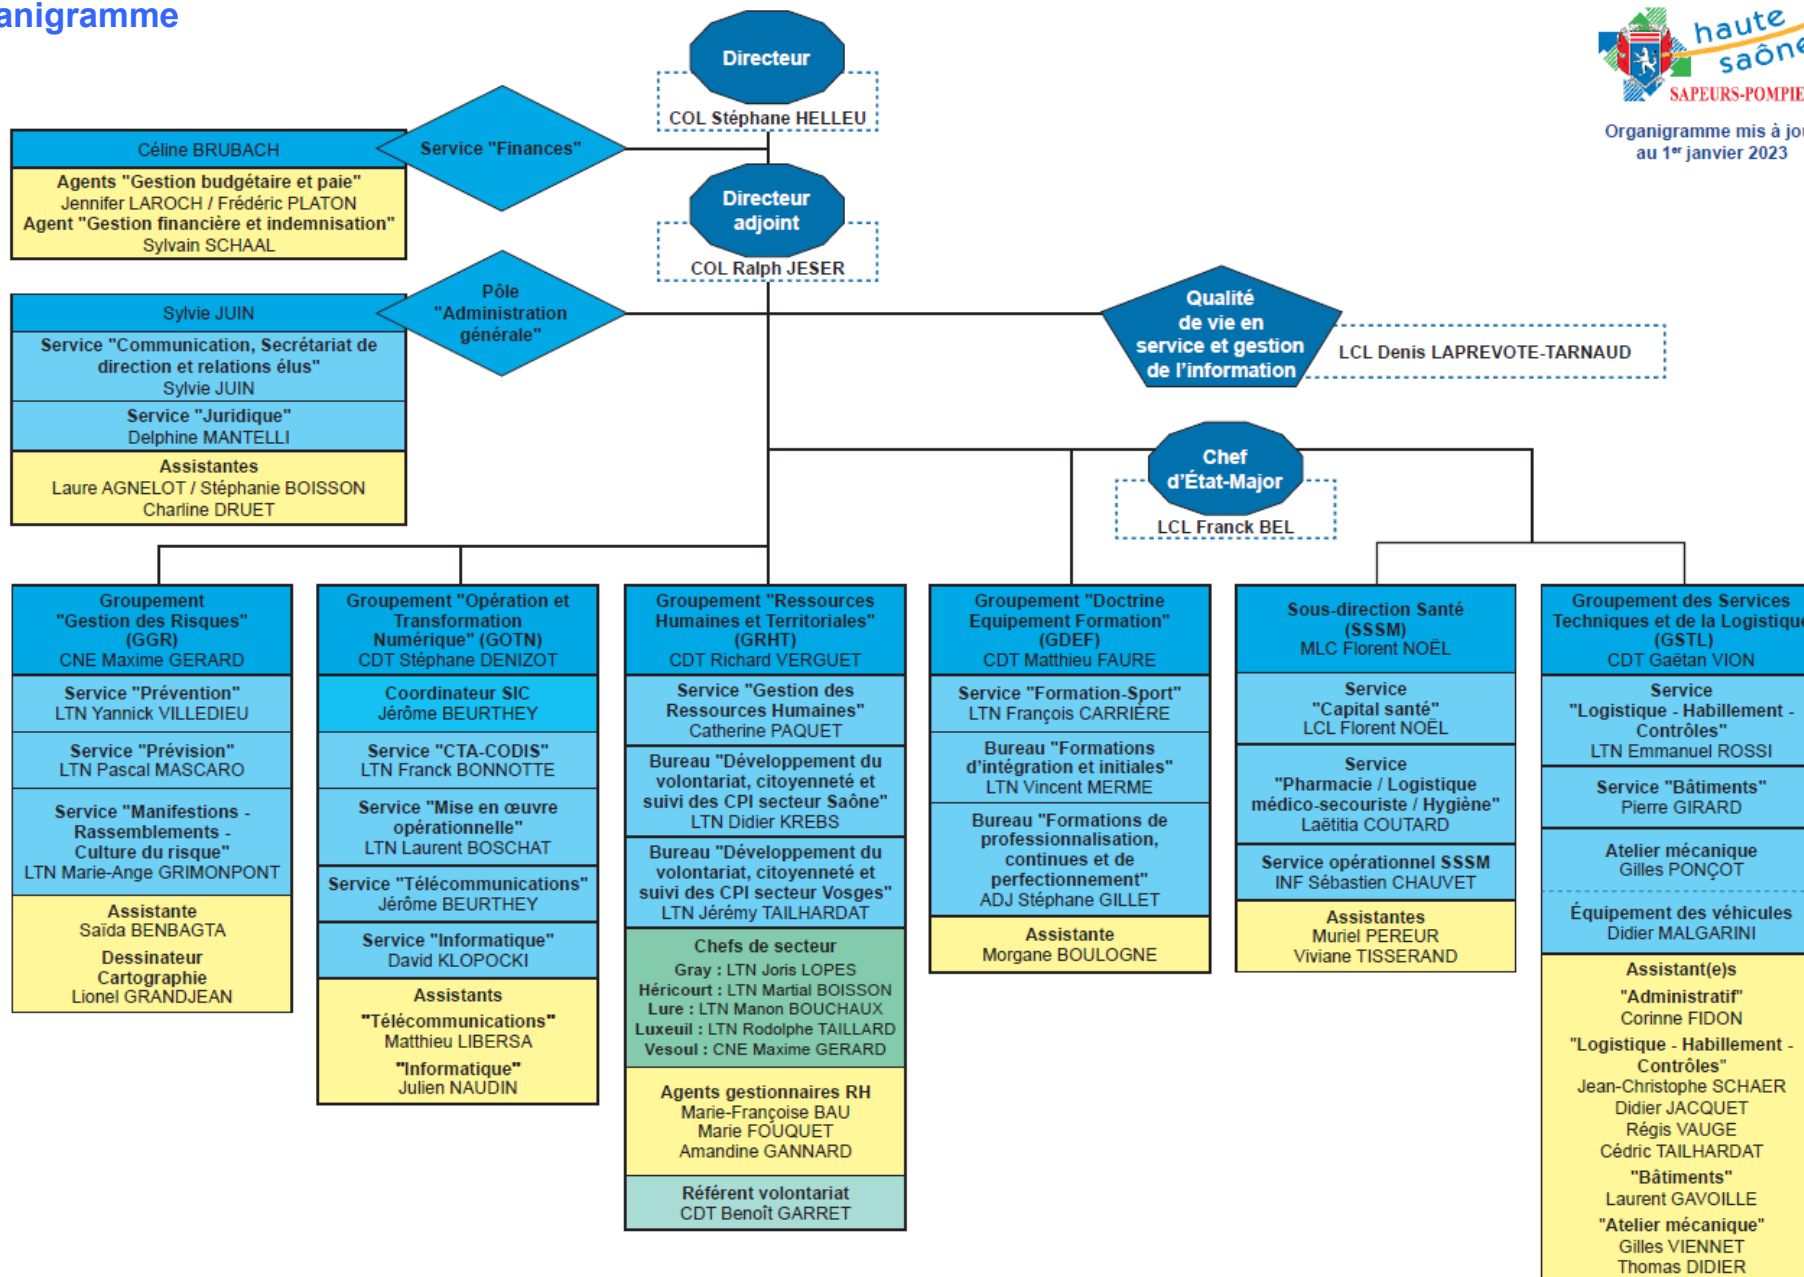 anigramme
haute
saône
SAPEURS-POMPIE
Organigramme mis à jou
au 1er janvier 2023
Directeur
COL Stéphane HELLEU
Service "Finances"
Céline BRUBACH
Agents "Gestion budgétaire et paie"
Jennifer LAROCH / Frédéric PLATON
Agent "Gestion financière et indemnisation"
Sylvain SCHAAL
Directeur
adjoint
COL Ralph JESER
Pôle
"Administration
générale"
Sylvie JUIN
Service "Communication, Secrétariat de
direction et relations élus"
Sylvie JUIN
Service "Juridique"
Delphine MANTELLI
Assistantes
Laure AGNELOT / Stéphanie BOISSON
Charline DRUET
Qualité
de vie en
service et gestion
de l'information
LCL Denis LAPREVOTE-TARNAUD
Chef
d'État-Major
LCL Franck BEL
Groupement
"Gestion des Risques"
(GGR)
CNE Maxime GERARD
Service "Prévention"
LTN Yannick VILLEDIEU
Service "Prévision"
LTN Pascal MASCARO
Service "Manifestions -
Rassemblements -
Culture du risque"
LTN Marie-Ange GRIMONPONT
Assistante
Saïda BENBAGTA
Dessinateur
Cartographie
Lionel GRANDJEAN
Groupement "Opération et
Transformation
Numérique" (GOTN)
CDT Stéphane DENIZOT
Coordinateur SIC
Jérôme BEURTHEY
Service "CTA-CODIS"
LTN Franck BONNOTTE
Service "Mise en œuvre
opérationnelle"
LTN Laurent BOSCHAT
Service "Télécommunications"
Jérôme BEURTHEY
Service "Informatique"
David KLOPOCKI
Assistants
"Télécommunications"
Matthieu LIBERSA
"Informatique"
Julien NAUDIN
Groupement "Ressources
Humaines et Territoriales"
(GRHT)
CDT Richard VERGUET
Service "Gestion des
Ressources Humaines"
Catherine PAQUET
Bureau "Développement du
volontariat, citoyenneté et
suivi des CPI secteur Saône"
LTN Didier KREBS
Bureau "Développement du
volontariat, citoyenneté et
suivi des CPI secteur Vosges"
LTN Jérémy TAILHARDAT
Chefs de secteur
Gray : LTN Joris LOPES
Héricourt : LTN Martial BOISSON
Lure : LTN Manon BOUCHAUX
Luxeuil : LTN Rodolphe TAILLARD
Vesoul : CNE Maxime GERARD
Agents gestionnaires RH
Marie-Françoise BAU
Marie FOUQUET
Amandine GANNARD
Référent volontariat
CDT Benoît GARRET
Groupement "Doctrine
Equipement Formation"
(GDEF)
CDT Matthieu FAURE
Service "Formation-Sport"
LTN François CARRIÈRE
Bureau "Formations
d'intégration et initiales"
LTN Vincent MERME
Bureau "Formations de
professionnalisation,
continues et de
perfectionnement"
ADJ Stéphane GILLET
Assistante
Morgane BOULOGNE
Sous-direction Santé
(SSSM)
MLC Florent NOËL
Service
"Capital santé"
LCL Florent NOËL
Service
"Pharmacie / Logistique
médico-secouriste / Hygiène"
Laëtitia COUTARD
Service opérationnel SSSM
INF Sébastien CHAUVET
Assistantes
Muriel PEREUR
Viviane TISSERAND
Groupement des Services
Techniques et de la Logistique
(GSTL)
CDT Gaëtan VION
Service
"Logistique - Habillement -
Contrôles"
LTN Emmanuel ROSSI
Service "Bâtiments"
Pierre GIRARD
Atelier mécanique
Gilles PONÇOT
Équipement des véhicules
Didier MALGARINI
Assistant(e)s
"Administratif"
Corinne FIDON
"Logistique - Habillement -
Contrôles"
Jean-Christophe SCHAER
Didier JACQUET
Régis VAUGE
Cédric TAILHARDAT
"Bâtiments"
Laurent GAVOILLE
"Atelier mécanique"
Gilles VIENNET
Thomas DIDIER